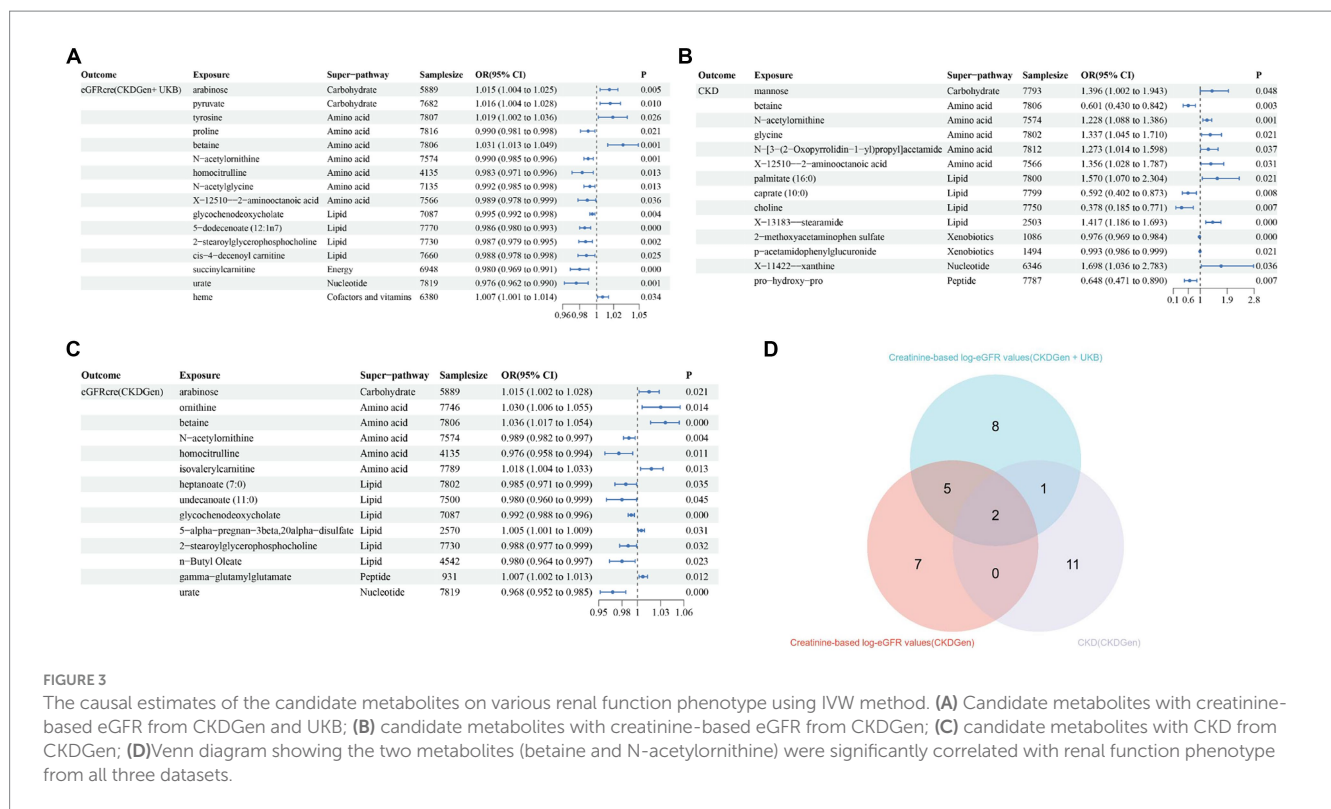 A
Outcome Exposure Super−pathway Samplesize OR(95% CI) P
eGFRcre(CKDGen+ UKB) arabinose Carbohydrate 5889 1.015 (1.004 to 1.025) 0.005
pyruvate Carbohydrate 7682 1.016 (1.004 to 1.028) 0.010
tyrosine Amino acid 7807 1.019 (1.002 to 1.036) 0.026
proline Amino acid 7816 0.990 (0.981 to 0.998) 0.021
betaine Amino acid 7806 1.031 (1.013 to 1.049) 0.001
N−acetylornithine Amino acid 7574 0.990 (0.985 to 0.996) 0.001
homocitrulline Amino acid 4135 0.983 (0.971 to 0.996) 0.013
N−acetylglycine Amino acid 7135 0.992 (0.985 to 0.998) 0.013
X−12510−−2−aminooctanoic acid Amino acid 7566 0.989 (0.978 to 0.999) 0.036
glycochenodeoxycholate Lipid 7087 0.995 (0.992 to 0.998) 0.004
5−dodecenoate (12:1n7) Lipid 7770 0.986 (0.980 to 0.993) 0.000
2−stearoylglycerophosphocholine Lipid 7730 0.987 (0.979 to 0.995) 0.002
cis−4−decenoyl carnitine Lipid 7660 0.988 (0.978 to 0.998) 0.025
succinylcarnitine Energy 6948 0.980 (0.969 to 0.991) 0.000
urate Nucleotide 7819 0.976 (0.962 to 0.990) 0.001
heme Cofactors and vitamins 6380 1.007 (1.001 to 1.014) 0.034
0.96 0.98 1 1.02 1.05
B
Outcome Exposure Super−pathway Samplesize OR(95% CI) P
CKD mannose Carbohydrate 7793 1.396 (1.002 to 1.943) 0.048
betaine Amino acid 7806 0.601 (0.430 to 0.842) 0.003
N−acetylornithine Amino acid 7574 1.228 (1.088 to 1.386) 0.001
glycine Amino acid 7802 1.337 (1.045 to 1.710) 0.021
N−[3−(2−Oxopyrrolidin−1−yl)propyl]acetamide Amino acid 7812 1.273 (1.014 to 1.598) 0.037
X−12510−−2−aminooctanoic acid Amino acid 7566 1.356 (1.028 to 1.787) 0.031
palmitate (16:0) Lipid 7800 1.570 (1.070 to 2.304) 0.021
caprate (10:0) Lipid 7799 0.592 (0.402 to 0.873) 0.008
choline Lipid 7750 0.378 (0.185 to 0.771) 0.007
X−13183−−stearamide Lipid 2503 1.417 (1.186 to 1.693) 0.000
2−methoxyacetaminophen sulfate Xenobiotics 1086 0.976 (0.969 to 0.984) 0.000
p−acetamidophenylglucuronide Xenobiotics 1494 0.993 (0.986 to 0.999) 0.021
X−11422−−xanthine Nucleotide 6346 1.698 (1.036 to 2.783) 0.036
pro−hydroxy−pro Peptide 7787 0.648 (0.471 to 0.890) 0.007
0.1 0.6 1 1.9 2.8
C
Outcome Exposure Super−pathway Samplesize OR(95% CI) P
eGFRcre(CKDGen) arabinose Carbohydrate 5889 1.015 (1.002 to 1.028) 0.021
ornithine Amino acid 7746 1.030 (1.006 to 1.055) 0.014
betaine Amino acid 7806 1.036 (1.017 to 1.054) 0.000
N−acetylornithine Amino acid 7574 0.989 (0.982 to 0.997) 0.004
homocitrulline Amino acid 4135 0.976 (0.958 to 0.994) 0.011
isovalerylcarnitine Amino acid 7789 1.018 (1.004 to 1.033) 0.013
heptanoate (7:0) Lipid 7802 0.985 (0.971 to 0.999) 0.035
undecanoate (11:0) Lipid 7500 0.980 (0.960 to 0.999) 0.045
glycochenodeoxycholate Lipid 7087 0.992 (0.988 to 0.996) 0.000
5−alpha−pregnan−3beta,20alpha−disulfate Lipid 2570 1.005 (1.001 to 1.009) 0.031
2−stearoylglycerophosphocholine Lipid 7730 0.988 (0.977 to 0.999) 0.032
n−Butyl Oleate Lipid 4542 0.980 (0.964 to 0.997) 0.023
gamma−glutamylglutamate Peptide 931 1.007 (1.002 to 1.013) 0.012
urate Nucleotide 7819 0.968 (0.952 to 0.985) 0.000
0.95 0.98 1 1.03 1.06
D
Creatinine-based log-eGFR values(CKDGen + UKB)
8
5
1
2
7
0
11
Creatinine-based log-eGFR values(CKDGen)
CKD(CKDGen)
FIGURE 3
The causal estimates of the candidate metabolites on various renal function phenotype using IVW method. (A) Candidate metabolites with creatinine-
based eGFR from CKDGen and UKB; (B) candidate metabolites with creatinine-based eGFR from CKDGen; (C) candidate metabolites with CKD from
CKDGen; (D)Venn diagram showing the two metabolites (betaine and N-acetylornithine) were significantly correlated with renal function phenotype
from all three datasets.